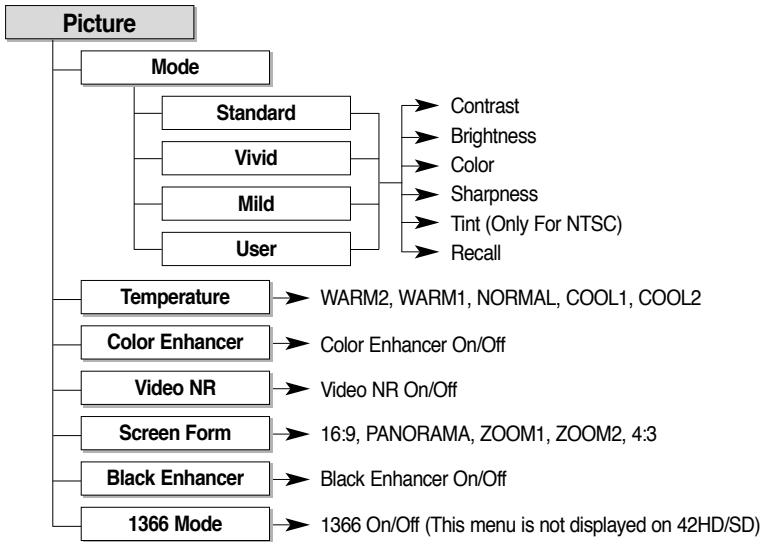 Picture
Mode
Standard
Vivid
Mild
User
Contrast
Brightness
Color
Sharpness
Tint (Only For NTSC)
Recall
Temperature
WARM2, WARM1, NORMAL, COOL1, COOL2
Color Enhancer
Color Enhancer On/Off
Video NR
Video NR On/Off
Screen Form
16:9, PANORAMA, ZOOM1, ZOOM2, 4:3
Black Enhancer
Black Enhancer On/Off
1366 Mode
1366 On/Off (This menu is not displayed on 42HD/SD)